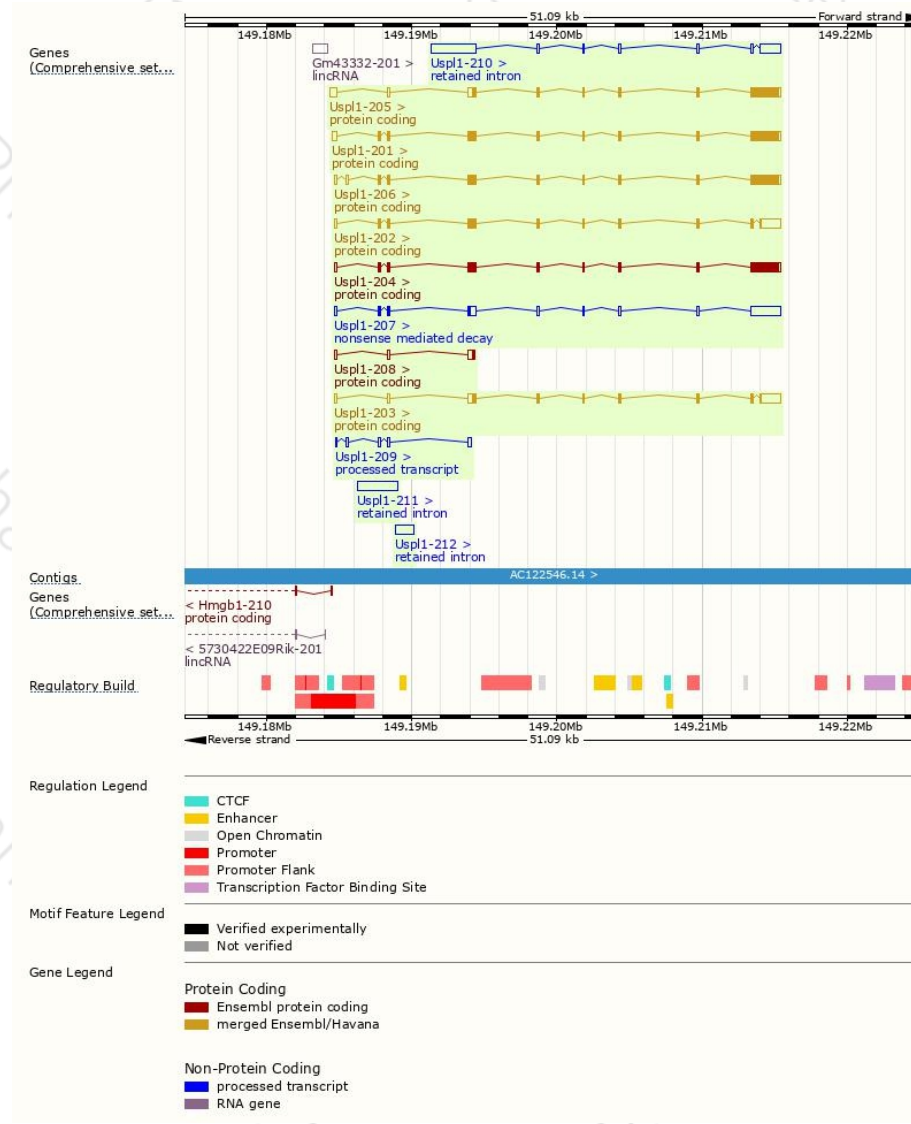 51.09 kb Forward strand
149.18Mb 149.19Mb 149.20Mb 149.21Mb 149.22Mb
Genes
(Comprehensive set...
Gm43332-201 >
lincRNA
Uspl1-210 >
retained intron
Uspl1-205 >
protein coding
Uspl1-201 >
protein coding
Uspl1-206 >
protein coding
Uspl1-202 >
protein coding
Uspl1-204 >
protein coding
Uspl1-207 >
nonsense mediated decay
Uspl1-208 >
protein coding
Uspl1-203 >
protein coding
Uspl1-209 >
processed transcript
Uspl1-211 >
retained intron
Uspl1-212 >
retained intron
Contigs AC122546.14 >
Genes
(Comprehensive set...
< Hmgb1-210
protein coding
< 5730422E09Rik-201
lincRNA
Regulatory Build
149.18Mb 149.19Mb 149.20Mb 149.21Mb 149.22Mb
Reverse strand 51.09 kb
Regulation Legend
CTCF
Enhancer
Open Chromatin
Promoter
Promoter Flank
Transcription Factor Binding Site
Motif Feature Legend
Verified experimentally
Not verified
Gene Legend
Protein Coding
Ensembl protein coding
merged Ensembl/Havana
Non-Protein Coding
processed transcript
RNA gene